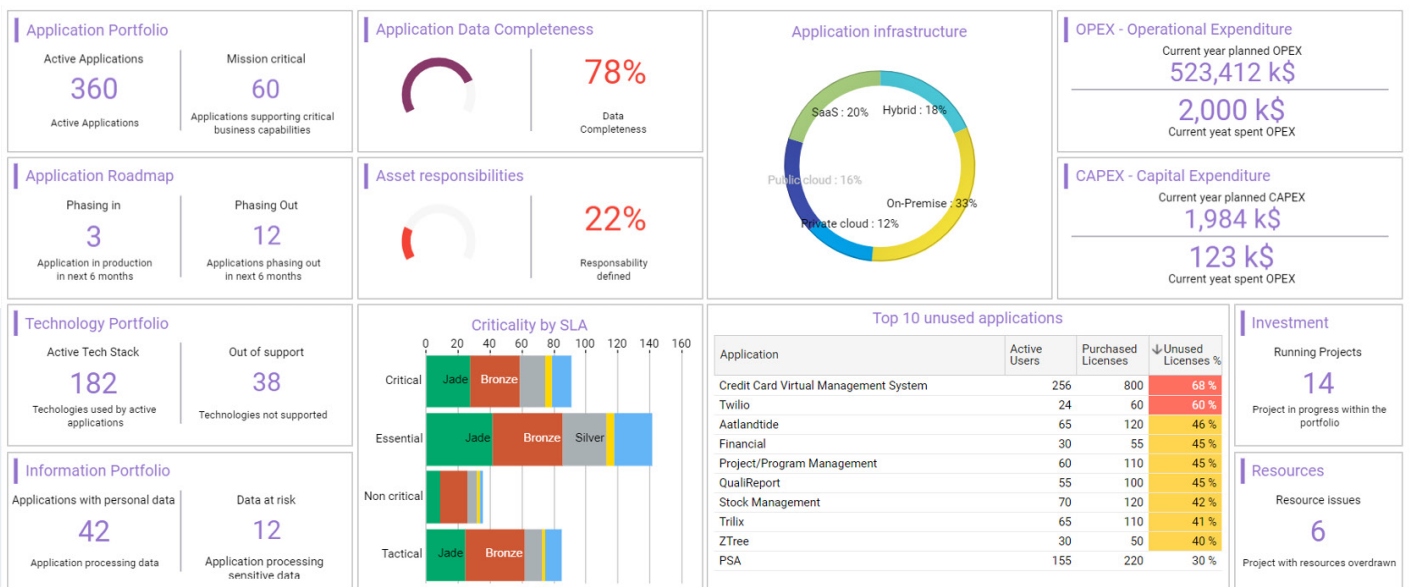 Application Portfolio
Active Applications
360
Active Applications
Mission critical
60
Applications supporting critical
business capabilities
Application Data Completeness
78%
Data
Completeness
Application infrastructure
SaaS : 20%
Hybrid : 18%
Public cloud : 16%
On-Premise : 33%
Private cloud : 12%
OPEX - Operational Expenditure
Current year planned OPEX
523,412 k$
2,000 k$
Current yeat spent OPEX
Application Roadmap
Phasing in
3
Application in production
in next 6 months
Phasing Out
12
Applications phasing out
in next 6 months
Asset responsibilities
22%
Responsability
defined
CAPEX - Capital Expenditure
Current year planned CAPEX
1,984 k$
123 k$
Current yeat spent OPEX
Technology Portfolio
Active Tech Stack
182
Techologies used by active
applications
Out of support
38
Technologies not supported
Information Portfolio
Applications with personal data
42
Application processing data
Data at risk
12
Application processing
sensitive data
Criticality by SLA
0 20 40 60 80 100 120 140 160
Critical Jade Bronze
Essential Jade Bronze Silver
Non critical
Tactical Jade Bronze
Top 10 unused applications
Application Active Users Purchased Licenses Unused Licenses %
Credit Card Virtual Management System 256 800 68 %
Twilio 24 60 60 %
Aatlandtide 65 120 46 %
Financial 30 55 45 %
Project/Program Management 60 110 45 %
QualiReport 55 100 45 %
Stock Management 70 120 42 %
Trilix 65 110 41 %
ZTree 30 50 40 %
PSA 155 220 30 %
Investment
Running Projects
14
Project in progress within the
portfolio
Resources
Resource issues
6
Project with resources overdrawn